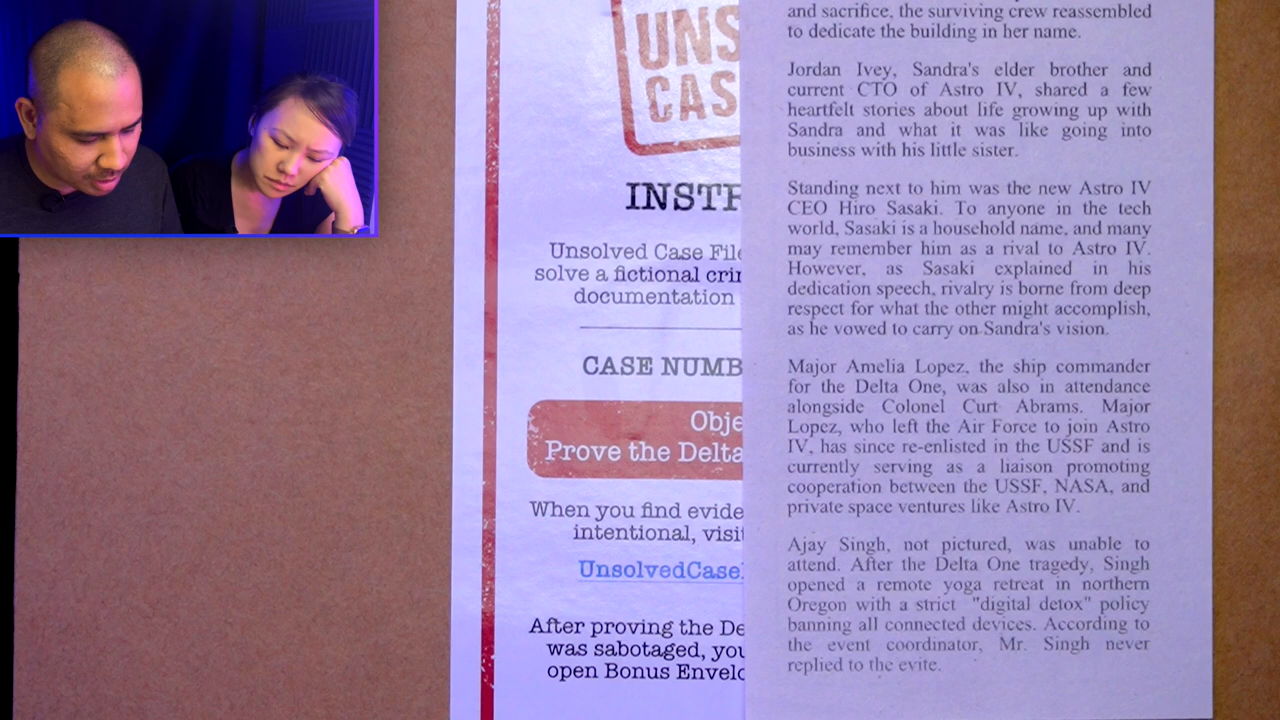 UNS
CAS
INSTR
Unsolved Case File
solve a fictional crim
documentation
CASE NUMB
Obje
Prove the Delta
When you find evide
intentional, visit
UnsolvedCase
After proving the De
was sabotaged, you
open Bonus Envelo
and sacrifice, the surviving crew reassembled
to dedicate the building in her name.
Jordan Ivey, Sandra's elder brother and
current CTO of Astro IV, shared a few
heartfelt stories about life growing up with
Sandra and what it was like going into
business with his little sister.
Standing next to him was the new Astro IV
CEO Hiro Sasaki. To anyone in the tech
world, Sasaki is a household name, and many
may remember him as a rival to Astro IV.
However, as Sasaki explained in his
dedication speech, rivalry is borne from deep
respect for what the other might accomplish,
as he vowed to carry on Sandra's vision.
Major Amelia Lopez, the ship commander
for the Delta One, was also in attendance
alongside Colonel Curt Abrams. Major
Lopez, who left the Air Force to join Astro
IV, has since re-enlisted in the USSF and is
currently serving as a liaison promoting
cooperation between the USSF, NASA, and
private space ventures like Astro IV.
Ajay Singh, not pictured, was unable to
attend. After the Delta One tragedy, Singh
opened a remote yoga retreat in northern
Oregon with a strict "digital detox" policy
banning all connected devices. According to
the event coordinator, Mr. Singh never
replied to the evite.